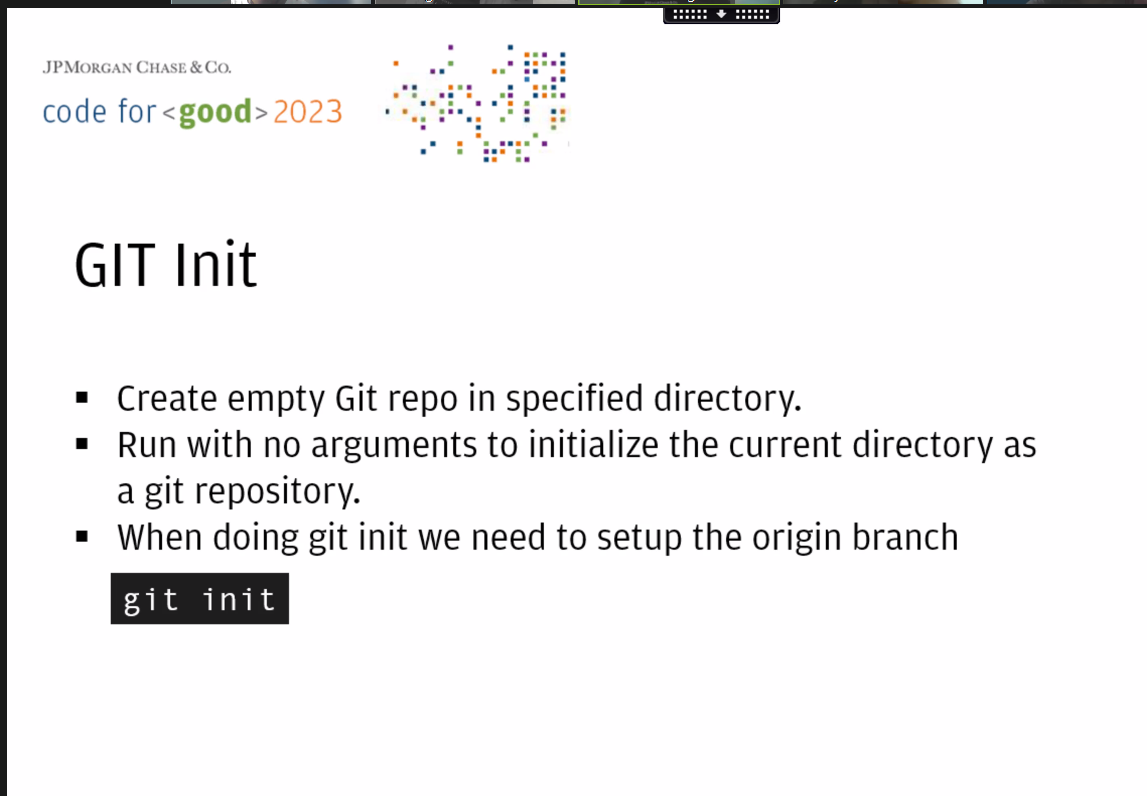 JPMORGAN CHASE & CO.
code for <good> 2023
GIT Init
▪ Create empty Git repo in specified directory.
▪ Run with no arguments to initialize the current directory as
a git repository.
▪ When doing git init we need to setup the origin branch
git init